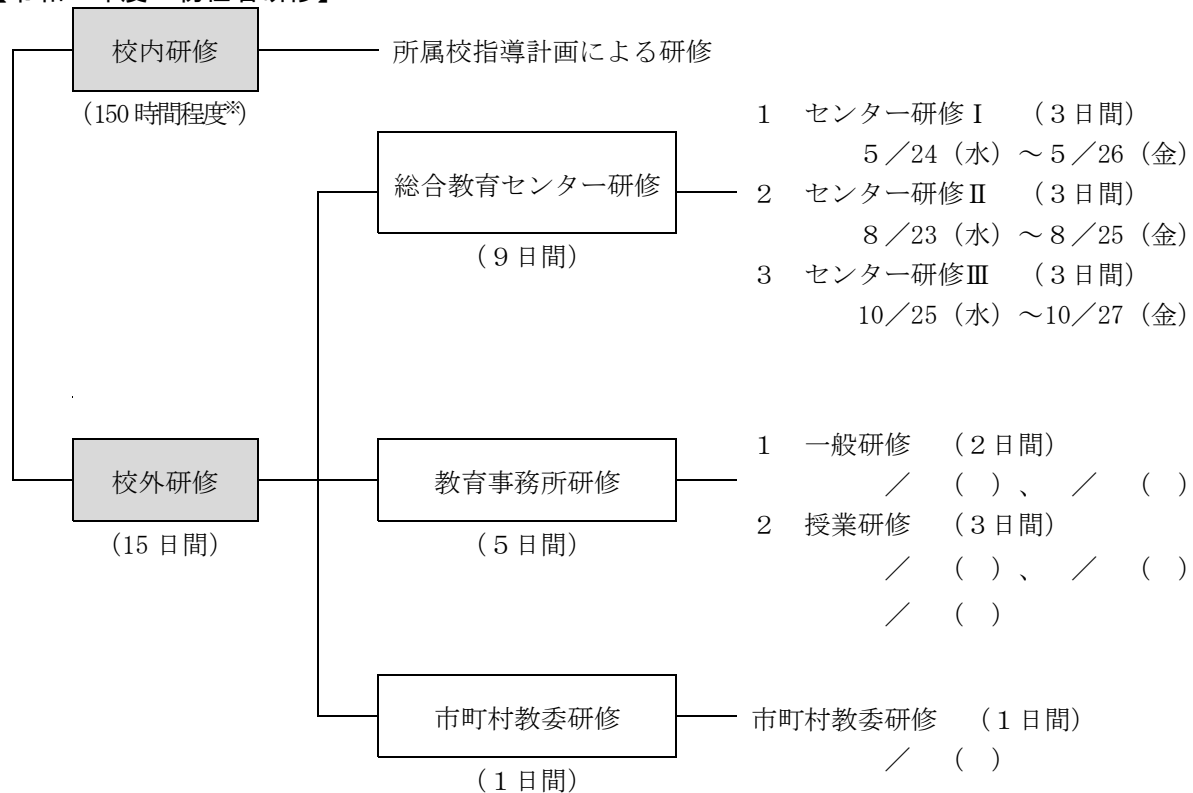 校内研修
所属校指導計画による研修
(150時間程度※)
1 センター研修Ⅰ (3日間)
5/24(水)~5/26(金)
総合教育センター研修
2 センター研修Ⅱ (3日間)
8/23(水)~8/25(金)
(9日間)
3 センター研修Ⅲ (3日間)
10/25(水)~10/27(金)
校外研修
(15日間)
教育事務所研修
(5日間)
1 一般研修 (2日間)
/ ( )、 / ( )
2 授業研修 (3日間)
/ ( )、 / ( )
/ ( )
市町村教委研修
(1日間)
市町村教委研修 (1日間)
/ ( )